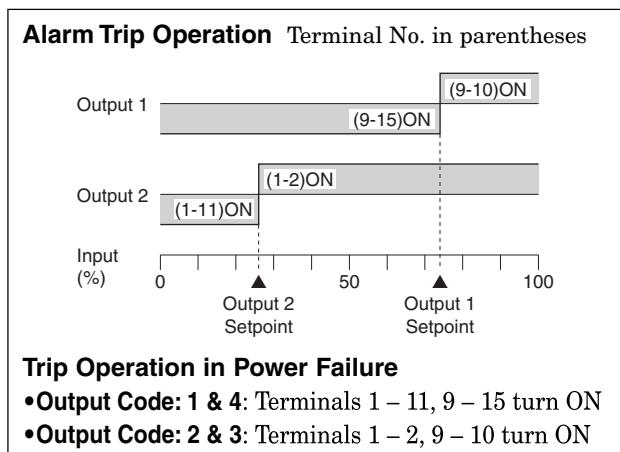 Alarm Trip Operation Terminal No. in parentheses
(9-10)ON
Output 1
(9-15)ON
(1-2)ON
Output 2
(1-11)ON
Input
(%)
0 50 100
Output 2 Output 1
Setpoint Setpoint
Trip Operation in Power Failure
•Output Code: 1 & 4: Terminals 1 – 11, 9 – 15 turn ON
•Output Code: 2 & 3: Terminals 1 – 2, 9 – 10 turn ON